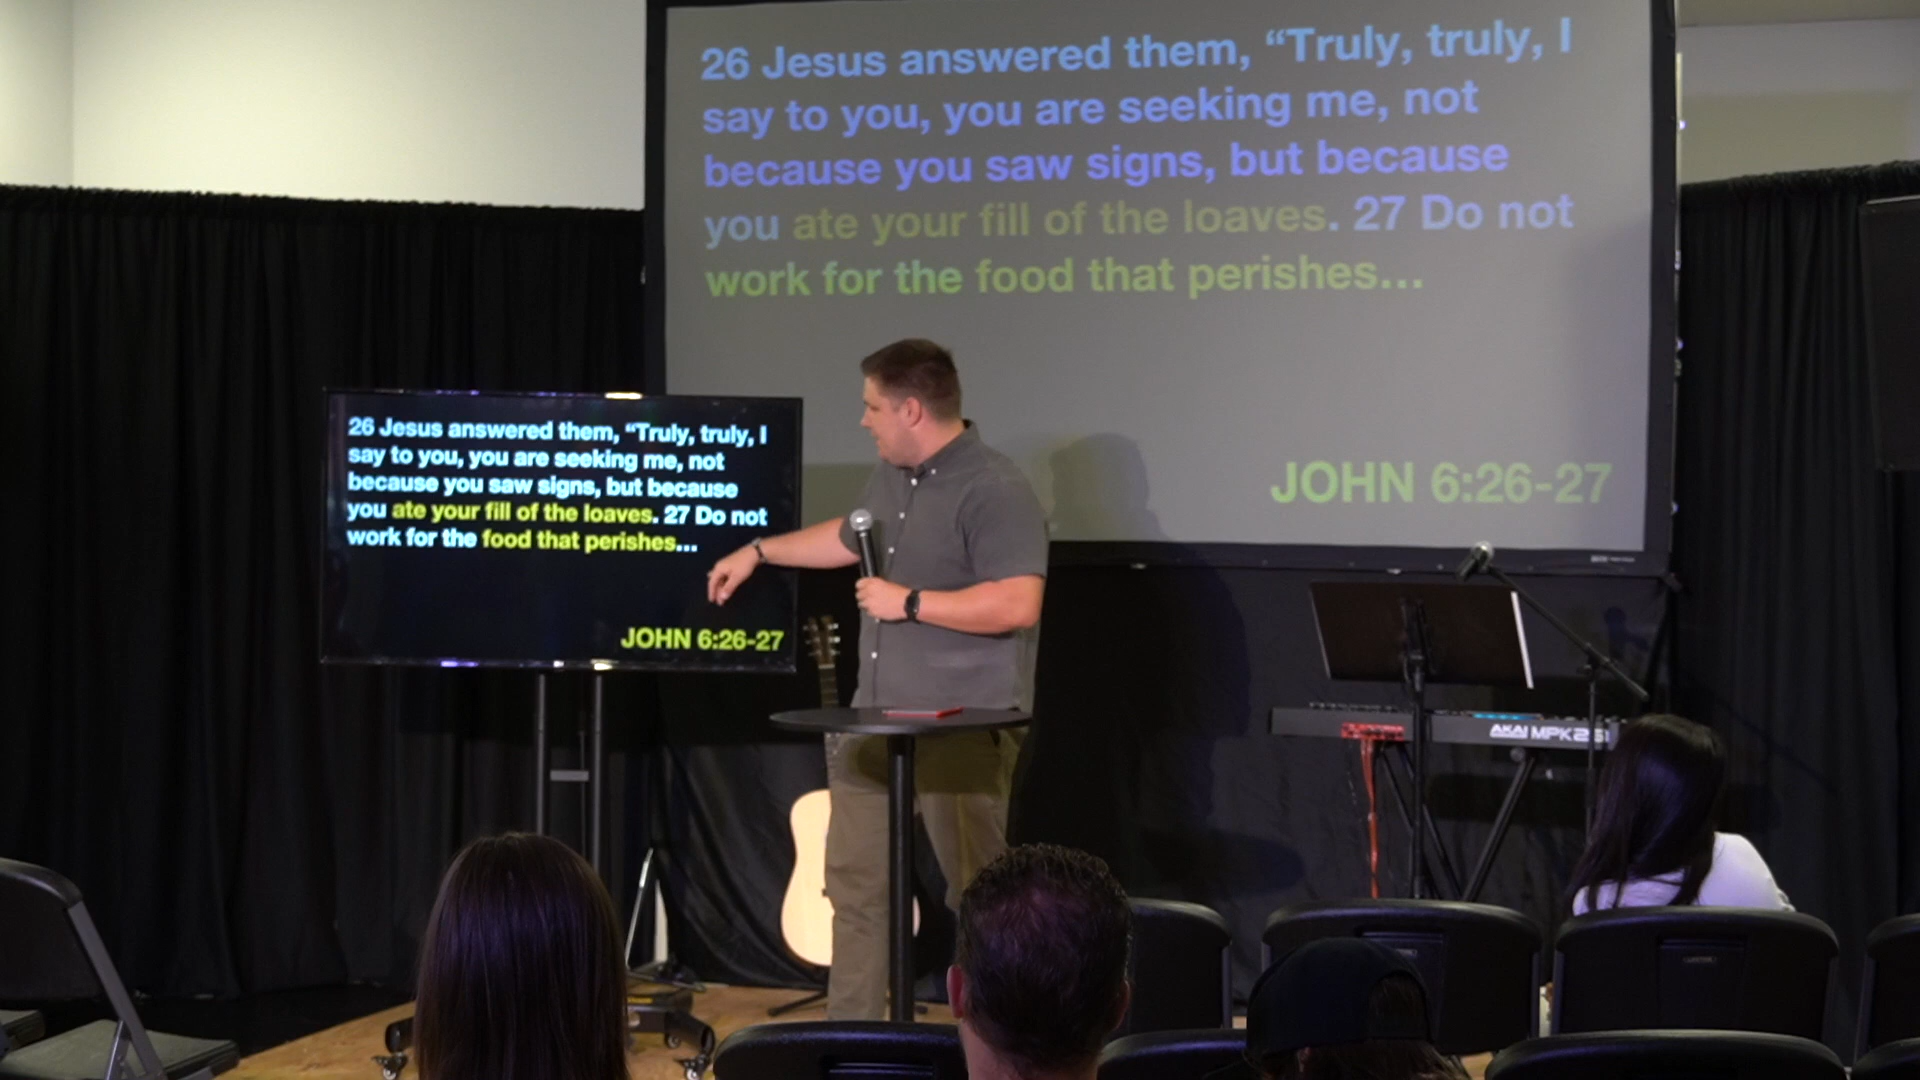 26 Jesus answered them, “Truly, truly, I
say to you, you are seeking me, not
because you saw signs, but because
you ate your fill of the loaves. 27 Do not
work for the food that perishes...
JOHN 6:26-27
26 Jesus answered them, “Truly, truly, I
say to you, you are seeking me, not
because you saw signs, but because
you ate your fill of the loaves. 27 Do not
work for the food that perishes...
JOHN 6:26-27
AKAI MPK261